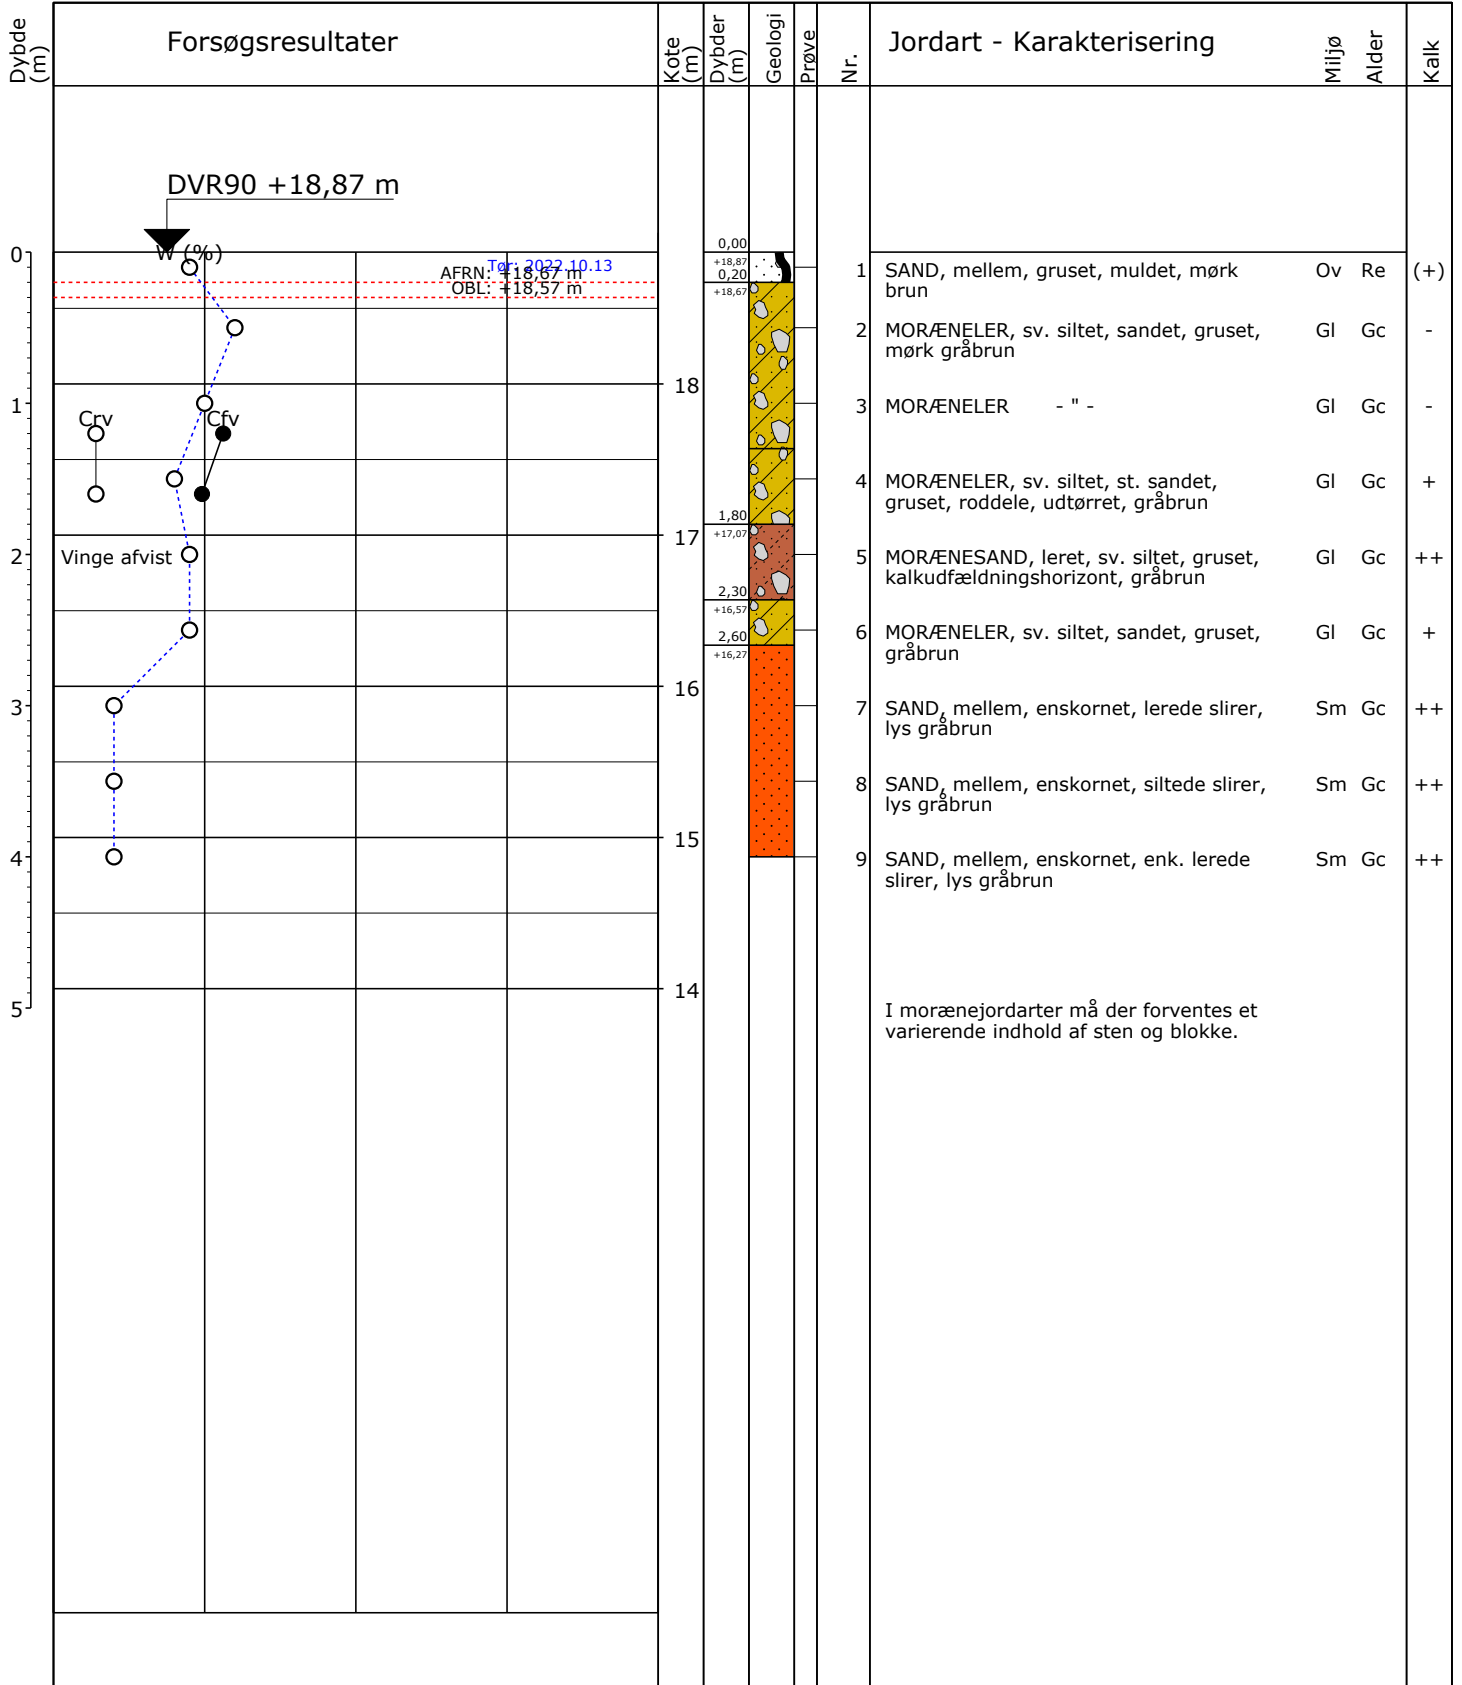 Dybde (m)
Forsøgsresultater
Kote (m)
Dybder (m)
Geologi
Prøve
Nr.
Jordart - Karakterisering
Miljø
Alder
Kalk
DVR90 +18,87 m
W (%)
Tør: 2022.10.13
AFRN: +18,67 m
OBL: +18,57 m
Crv
Cfv
Vinge afvist
0
1
2
3
4
5
18
17
16
15
14
0,00
+18,87
0,20
+18,67
1,80
+17,07
2,30
+16,57
2,60
+16,27
1 SAND, mellem, gruset, muldet, mørk Ov Re (+)
brun
2 MORÆNELER, sv. siltet, sandet, gruset, Gl Gc -
mørk gråbrun
3 MORÆNELER - " - Gl Gc -
4 MORÆNELER, sv. siltet, st. sandet, Gl Gc +
gruset, roddele, udtørret, gråbrun
5 MORÆNESAND, leret, sv. siltet, gruset, Gl Gc ++
kalkudfældningshorizont, gråbrun
6 MORÆNELER, sv. siltet, sandet, gruset, Gl Gc +
gråbrun
7 SAND, mellem, enskornet, lerede slirer, Sm Gc ++
lys gråbrun
8 SAND, mellem, enskornet, siltede slirer, Sm Gc ++
lys gråbrun
9 SAND, mellem, enskornet, enk. lerede Sm Gc ++
slirer, lys gråbrun
I morænejordarter må der forventes et
varierende indhold af sten og blokke.